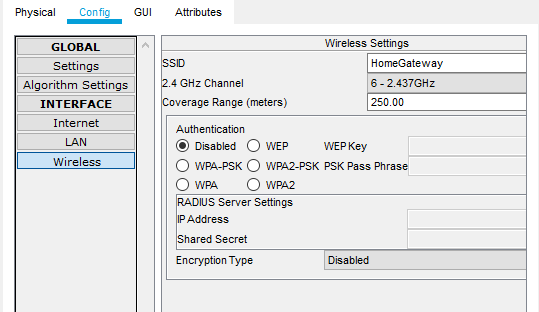 Physical Config GUI Attributes
GLOBAL
Settings
Algorithm Settings
INTERFACE
Internet
LAN
Wireless
Wireless Settings
SSID HomeGateway
2.4 GHz Channel 6 - 2.437GHz
Coverage Range (meters) 250.00
Authentication
Disabled WEP WEP Key
WPA-PSK WPA2-PSK PSK Pass Phrase
WPA WPA2
RADIUS Server Settings
IP Address
Shared Secret
Encryption Type Disabled